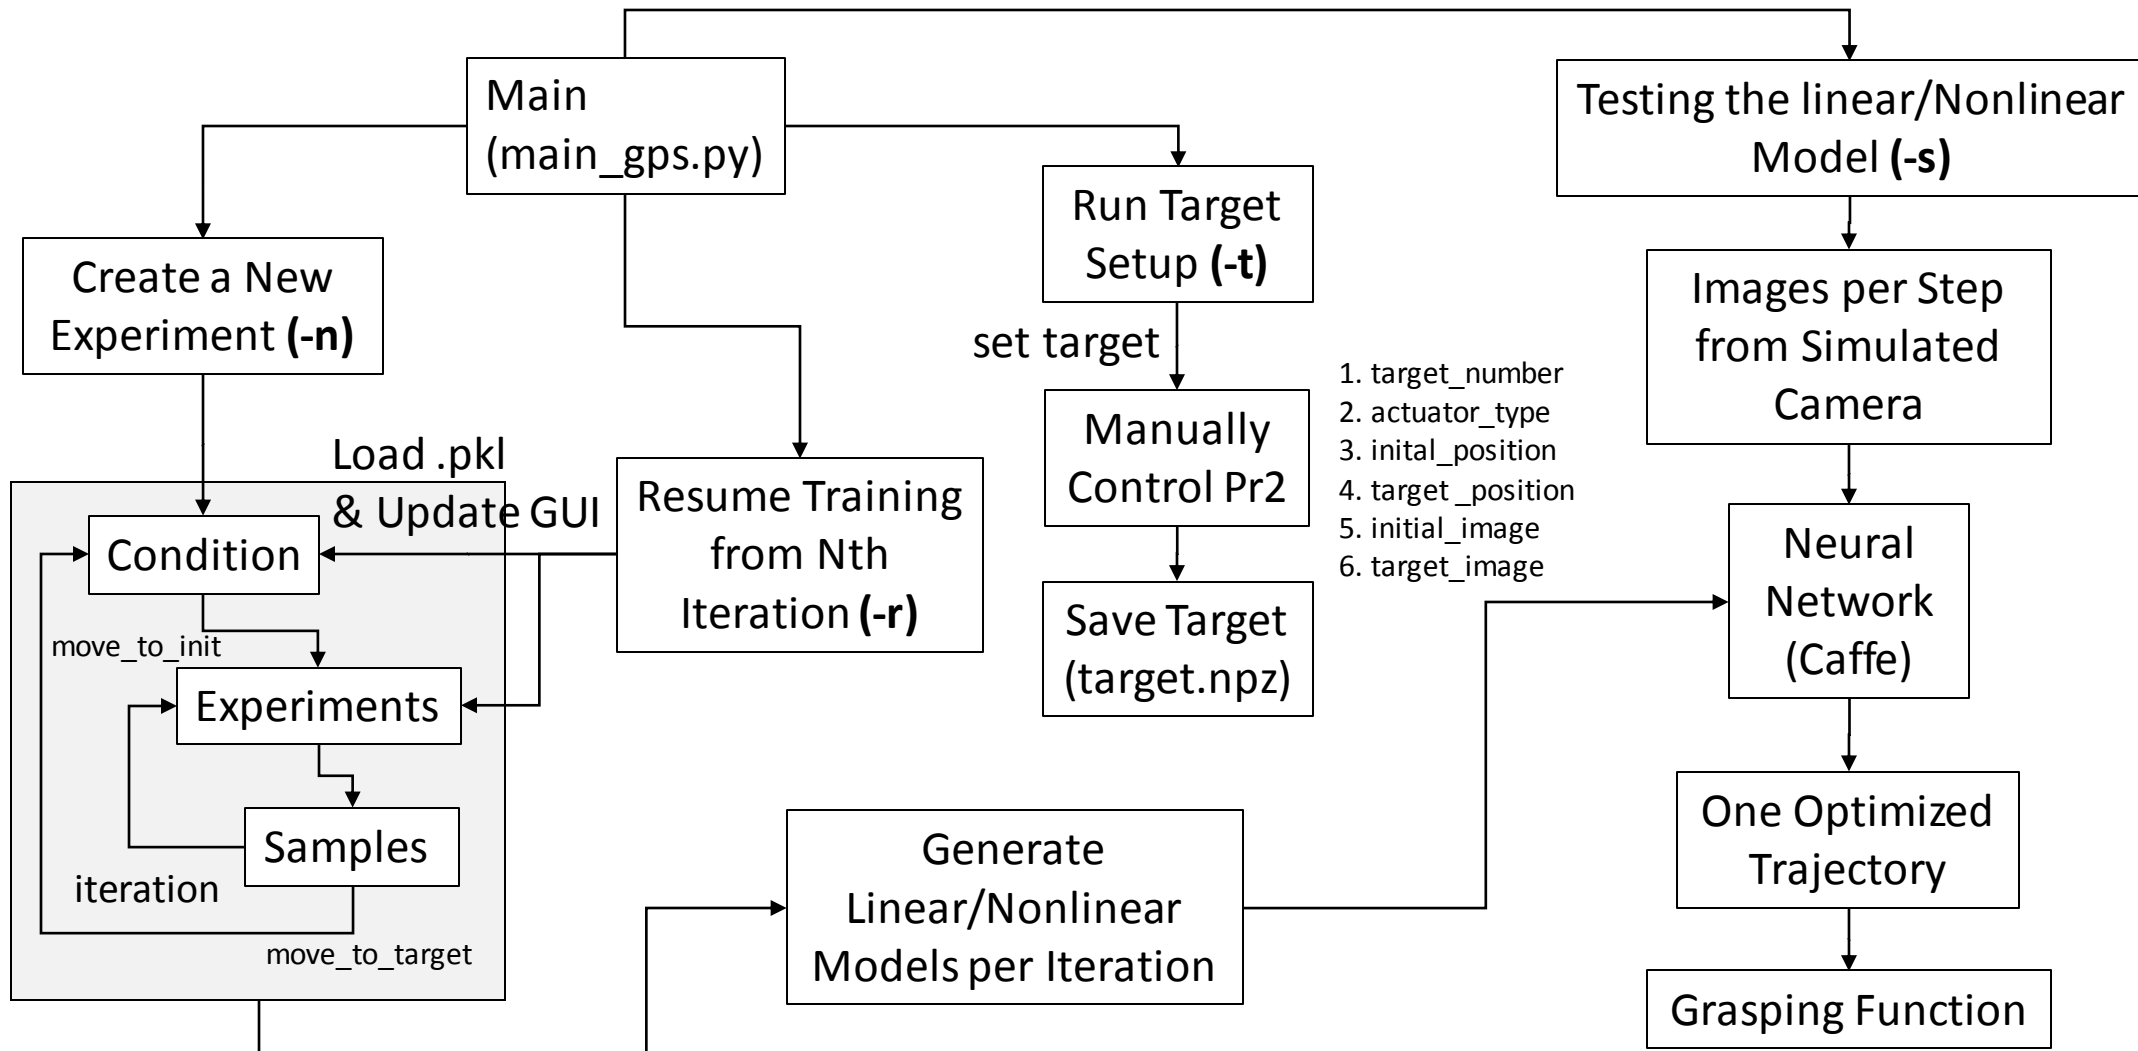 Main
(main_gps.py)
Testing the linear/Nonlinear
Model (-s)
Create a New
Experiment (-n)
Run Target
Setup (-t)
set target
Images per Step
from Simulated
Camera
1. target_number
2. actuator_type
3. inital_position
4. target _position
5. initial_image
6. target_image
Manually
Control Pr2
Load .pkl
& Update GUI
Resume Training
from Nth
Iteration (-r)
Condition
move_to_init
Experiments
Samples
iteration
move_to_target
Save Target
(target.npz)
Neural
Network
(Caffe)
Generate
Linear/Nonlinear
Models per Iteration
One Optimized
Trajectory
Grasping Function